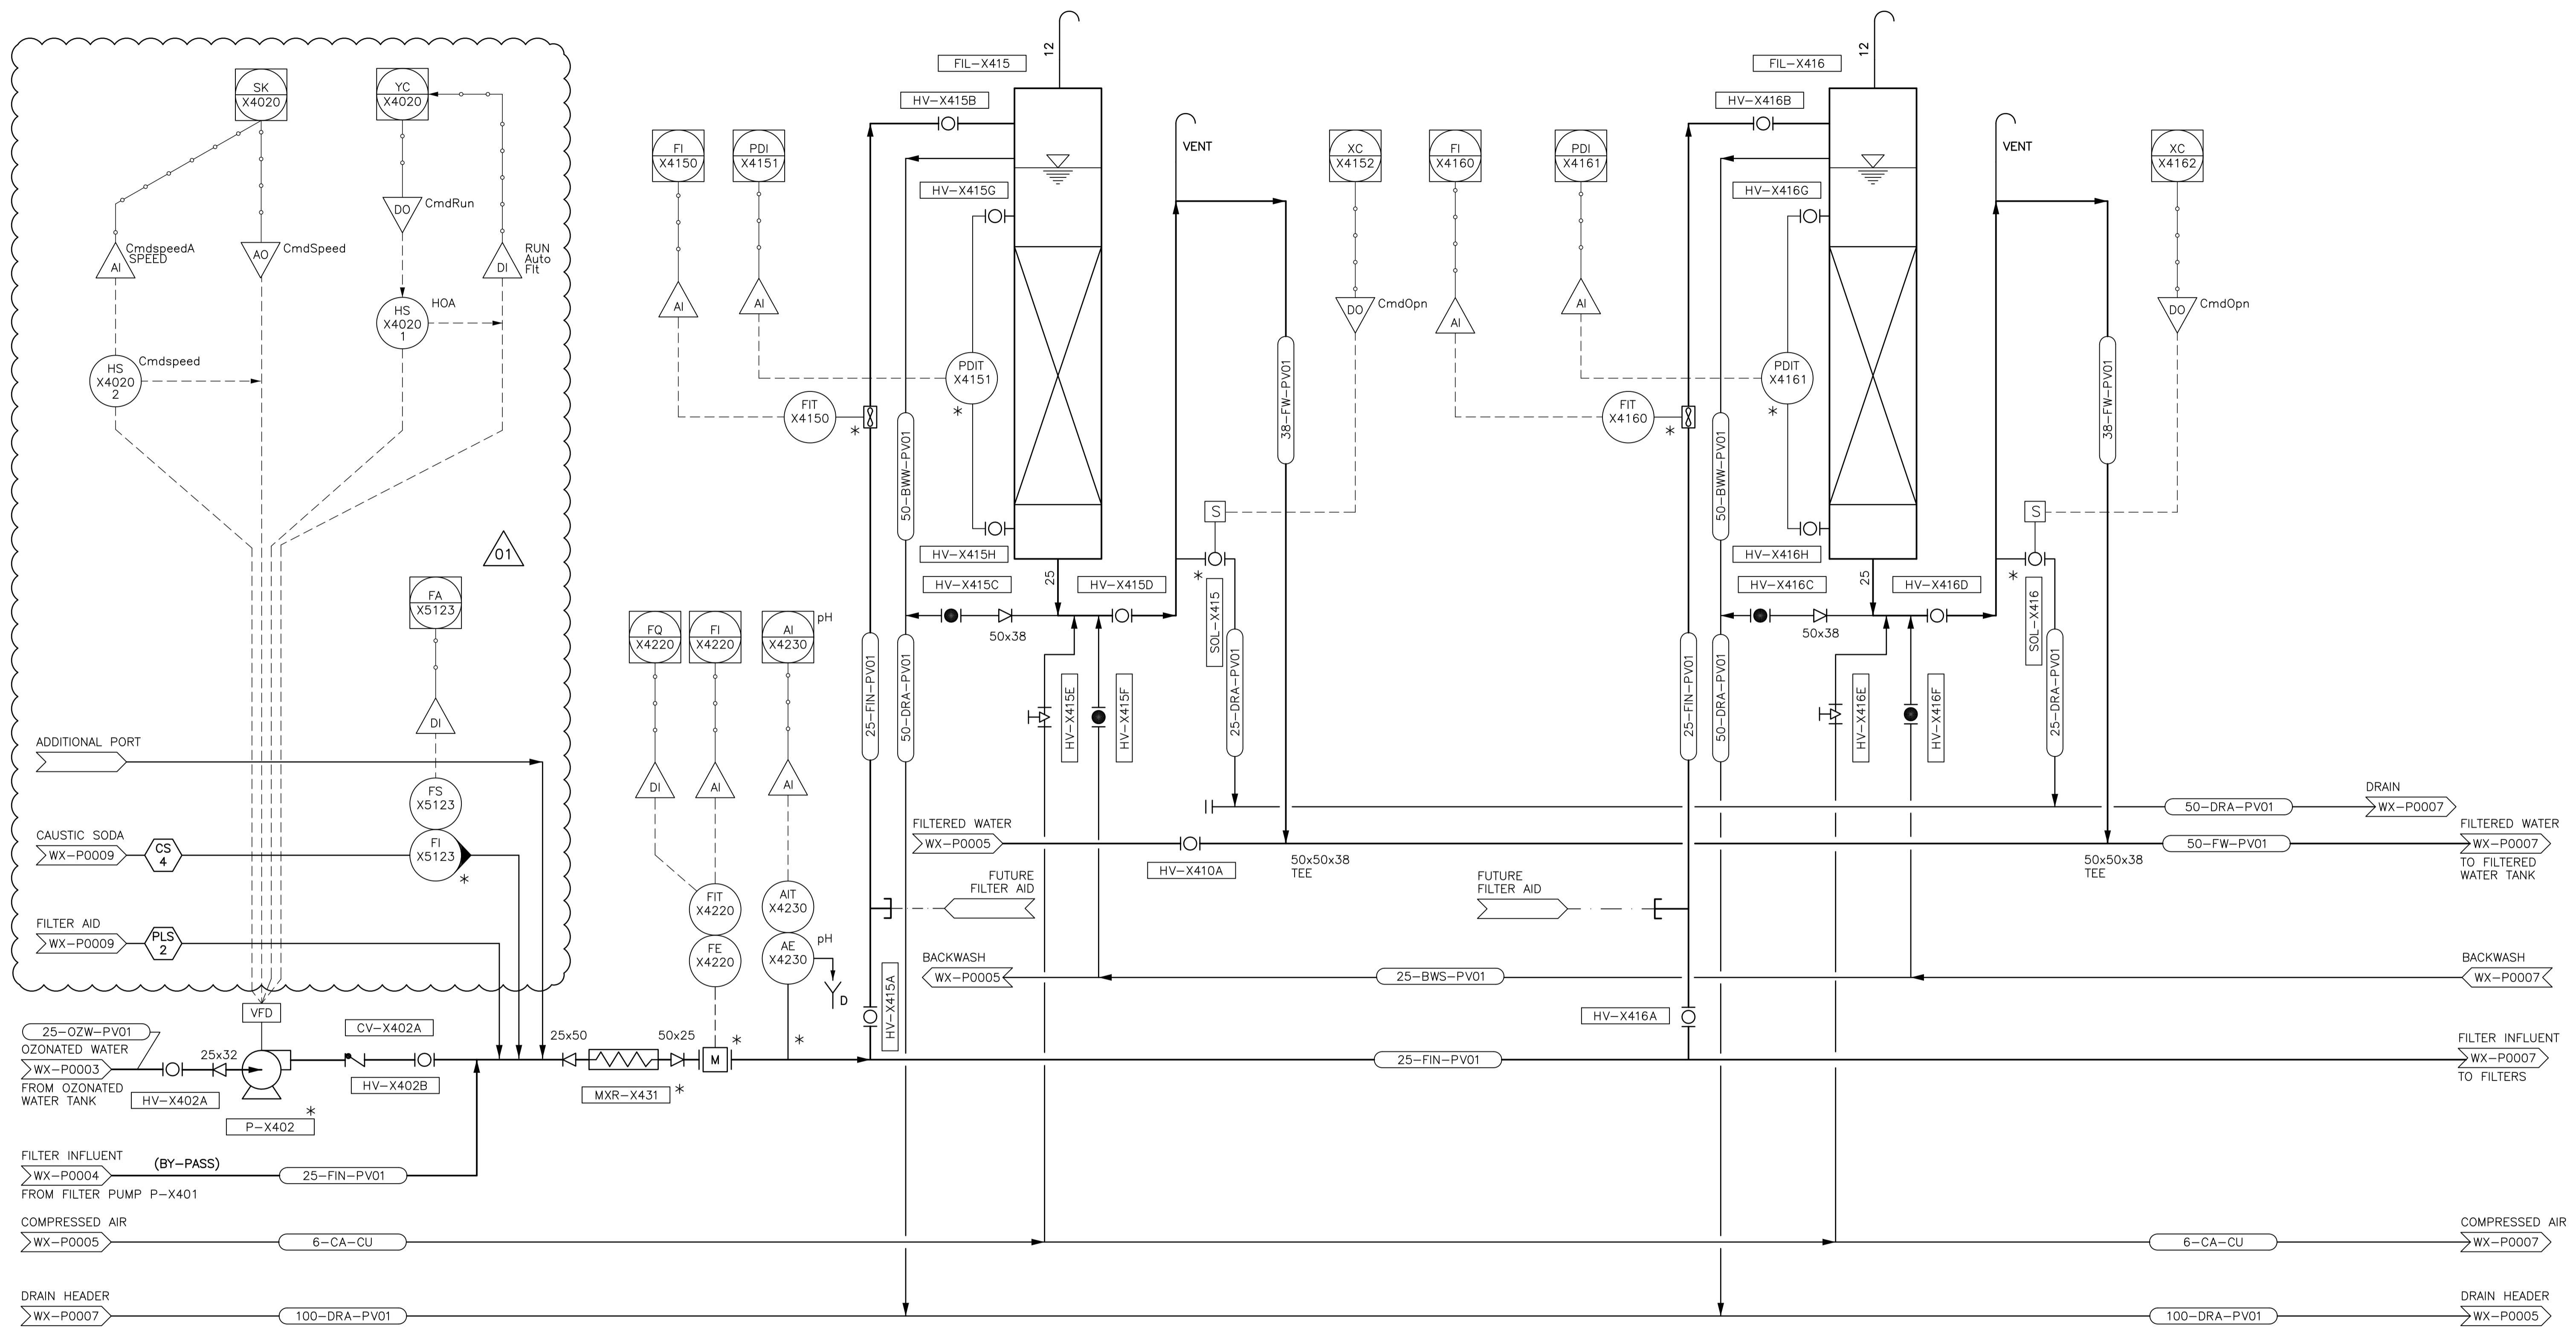 SK
X4020
YC
X4020
CmdRun
DO
CmdspeedA
SPEED
AI
AO
CmdSpeed
DI
RUN
Auto
Flt
HS
X4020
1
HOA
HS
X4020
2
Cmdspeed
01
FA
X5123
DI
FS
X5123
FI
X5123
*
ADDITIONAL PORT
CAUSTIC SODA
WX-P0009
CS
4
FILTER AID
WX-P0009
PLS
2
VFD
25-OZW-PV01
OZONATED WATER
WX-P0003
FROM OZONATED
WATER TANK
HV-X402A
25x32
P-X402
*
CV-X402A
HV-X402B
25x50
50x25
MXR-X431
*
M
*
*
FILTER INFLUENT
(BY-PASS)
WX-P0004
25-FIN-PV01
FROM FILTER PUMP P-X401
COMPRESSED AIR
WX-P0005
6-CA-CU
DRAIN HEADER
WX-P0007
100-DRA-PV01
FQ
X4220
FI
X4220
AI
X4230
pH
DI
AI
AI
FIT
X4220
FE
X4220
AIT
X4230
AE
X4230
pH
D
FI
X4150
PDI
X4151
AI
AI
FIT
X4150
*
PDIT
X4151
*
FIL-X415
12
HV-X415B
HV-X415G
HV-X415H
HV-X415C
50x38
25
HV-X415D
VENT
50-BWW-PV01
50-DRA-PV01
25-FIN-PV01
HV-X415A
HV-X415E
HV-X415F
38-FW-PV01
XC
X4152
DO
CmdOpn
S
*
SOL-X415
25-DRA-PV01
FILTERED WATER
WX-P0005
HV-X410A
50x50x38
TEE
FUTURE
FILTER AID
BACKWASH
WX-P0005
25-BWS-PV01
25-FIN-PV01
FI
X4160
PDI
X4161
AI
AI
FIT
X4160
*
PDIT
X4161
*
FIL-X416
12
HV-X416B
HV-X416G
HV-X416H
HV-X416C
50x38
25
HV-X416D
VENT
50-BWW-PV01
50-DRA-PV01
25-FIN-PV01
HV-X416A
HV-X416E
HV-X416F
38-FW-PV01
XC
X4162
DO
CmdOpn
S
*
SOL-X416
25-DRA-PV01
FUTURE
FILTER AID
50x50x38
TEE
50-DRA-PV01
DRAIN
WX-P0007
50-FW-PV01
FILTERED WATER
WX-P0007
TO FILTERED
WATER TANK
BACKWASH
WX-P0007
FILTER INFLUENT
WX-P0007
TO FILTERS
6-CA-CU
COMPRESSED AIR
WX-P0007
100-DRA-PV01
DRAIN HEADER
WX-P0005